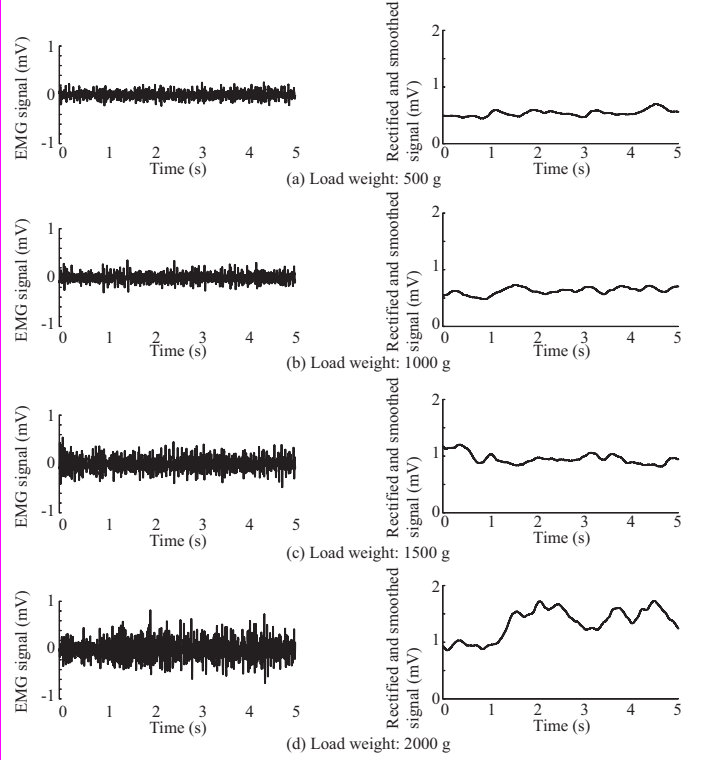 EMG signal (mV)
1
0
-1
0 1 2 3 4 5
Time (s)
Rectified and smoothed
signal (mV)
2
1
0
0 1 2 3 4 5
Time (s)
(a) Load weight: 500 g
EMG signal (mV)
1
0
-1
0 1 2 3 4 5
Time (s)
Rectified and smoothed
signal (mV)
2
1
0
0 1 2 3 4 5
Time (s)
(b) Load weight: 1000 g
EMG signal (mV)
1
0
-1
0 1 2 3 4 5
Time (s)
Rectified and smoothed
signal (mV)
2
1
0
0 1 2 3 4 5
Time (s)
(c) Load weight: 1500 g
EMG signal (mV)
1
0
-1
0 1 2 3 4 5
Time (s)
Rectified and smoothed
signal (mV)
2
1
0
0 1 2 3 4 5
Time (s)
(d) Load weight: 2000 g